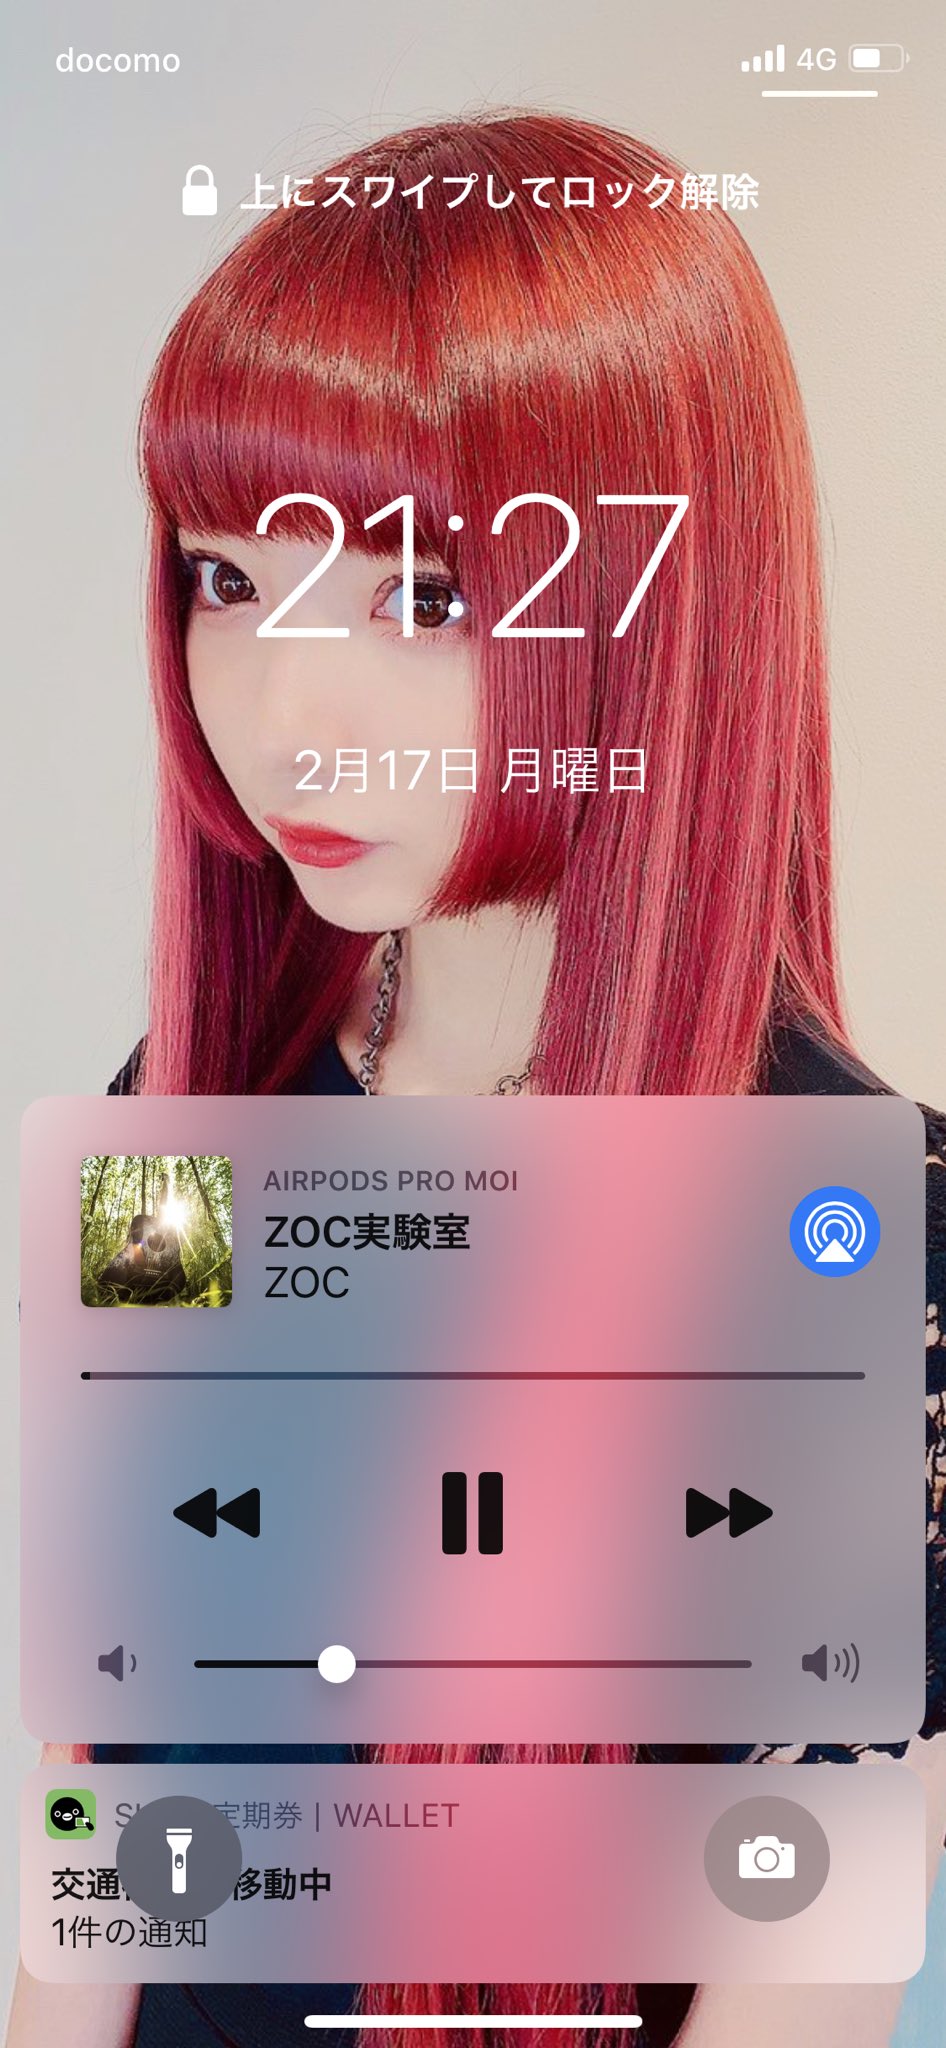 docomo
4G
上にスワイプしてロック解除
21:27
2月17日 月曜日
AIRPODS PRO MOI
ZOC実験室
ZOC
定期券 | WALLET
交通 移動中
1件の通知